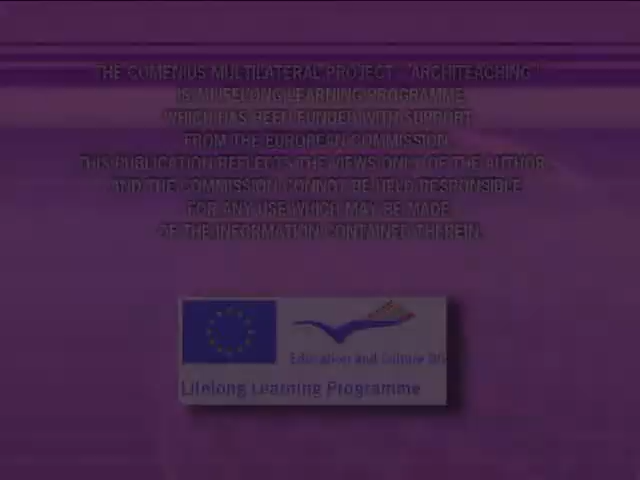 THE COMENIUS MULTILATERAL PROJECT "ARCHITEACHING"
IS A LIFELONG LEARNING PROGRAMME
WHICH HAS BEEN FUNDED WITH SUPPORT
FROM THE EUROPEAN COMMISSION.
THIS PUBLICATION REFLECTS THE VIEWS ONLY OF THE AUTHOR,
AND THE COMMISSION CONNOT BE HELD RESPONSIBLE
FOR ANY USE WHICH MAY BE MADE
OF THE INFORMATION CONTAINED THEREIN.
Education and Culture DG
Lifelong Learning Programme